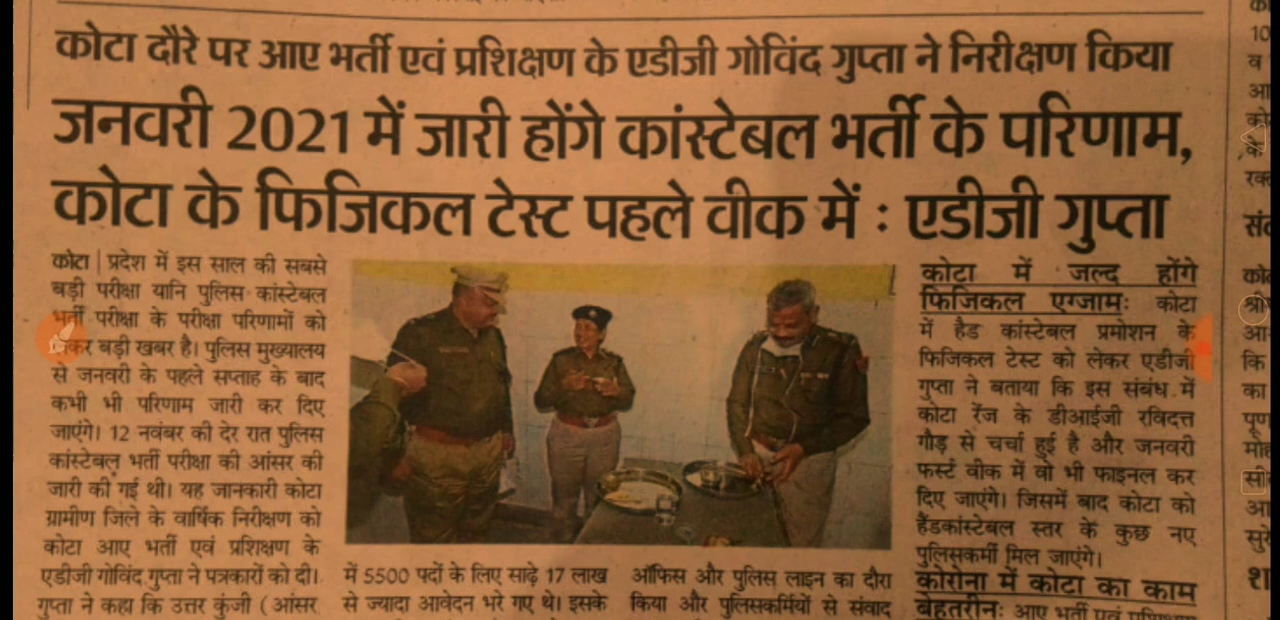 कोटा दौरे पर आए भर्ती एवं प्रशिक्षण के एडीजी गोविंद गुप्ता ने निरीक्षण किया
जनवरी 2021 में जारी होंगे कांस्टेबल भर्ती के परिणाम,
कोटा के फिजिकल टेस्ट पहले वीक में : एडीजी गुप्ता
कोटा | प्रदेश में इस साल की सबसे
बड़ी परीक्षा यानि पुलिस कांस्टेबल
भर्ती परीक्षा के परीक्षा परिणामों को
लेकर बड़ी खबर है। पुलिस मुख्यालय
से जनवरी के पहले सप्ताह के बाद
कभी भी परिणाम जारी कर दिए
जाएंगे। 12 नवंबर की देर रात पुलिस
कांस्टेबल भर्ती परीक्षा की आंसर की
जारी की गई थी। यह जानकारी कोटा
ग्रामीण जिले के वार्षिक निरीक्षण को
कोटा आए भर्ती एवं प्रशिक्षण के
एडीजी गोविंद गुप्ता ने पत्रकारों को दी।
गुप्ता ने कहा कि उत्तर कुंजी (आंसर
में 5500 पदों के लिए साढ़े 17 लाख
से ज्यादा आवेदन भरे गए थे। इसके
ऑफिस और पुलिस लाइन का दौरा
किया और पुलिसकर्मियों से संवाद
कोटा में जल्द होंगे
फिजिकल एग्जाम: कोटा
में हैड कांस्टेबल प्रमोशन के
फिजिकल टेस्ट को लेकर एडीजी
गुप्ता ने बताया कि इस संबंध में
कोटा रेंज के डीआईजी रविदत्त
गौड़ से चर्चा हुई है और जनवरी
फर्स्ट वीक में वो भी फाइनल कर
दिए जाएंगे। जिसमें बाद कोटा को
हैडकांस्टेबल स्तर के कुछ नए
पुलिसकर्मी मिल जाएंगे।
कोरोना में कोटा का काम
बेहतरीन: आए भर्ती एवं प्रशिक्षण